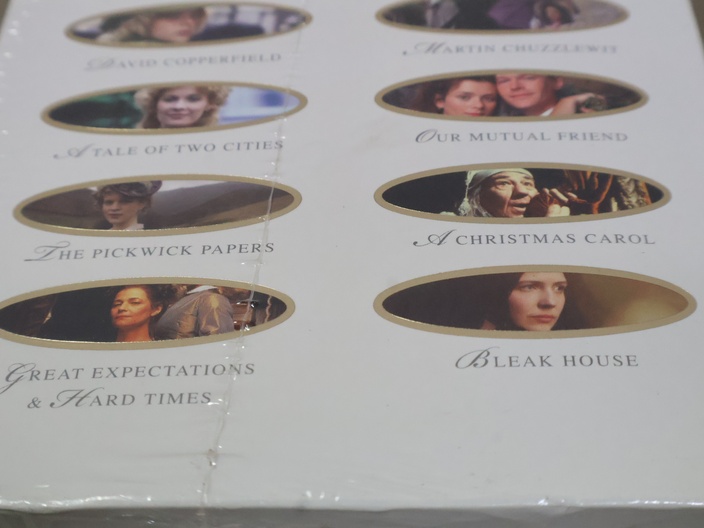 DAVID COPPERFIELD
MARTIN CHUZZLEWIT
A TALE OF TWO CITIES
OUR MUTUAL FRIEND
THE PICKWICK PAPERS
A CHRISTMAS CAROL
GREAT EXPECTATIONS
& HARD TIMES
BLEAK HOUSE